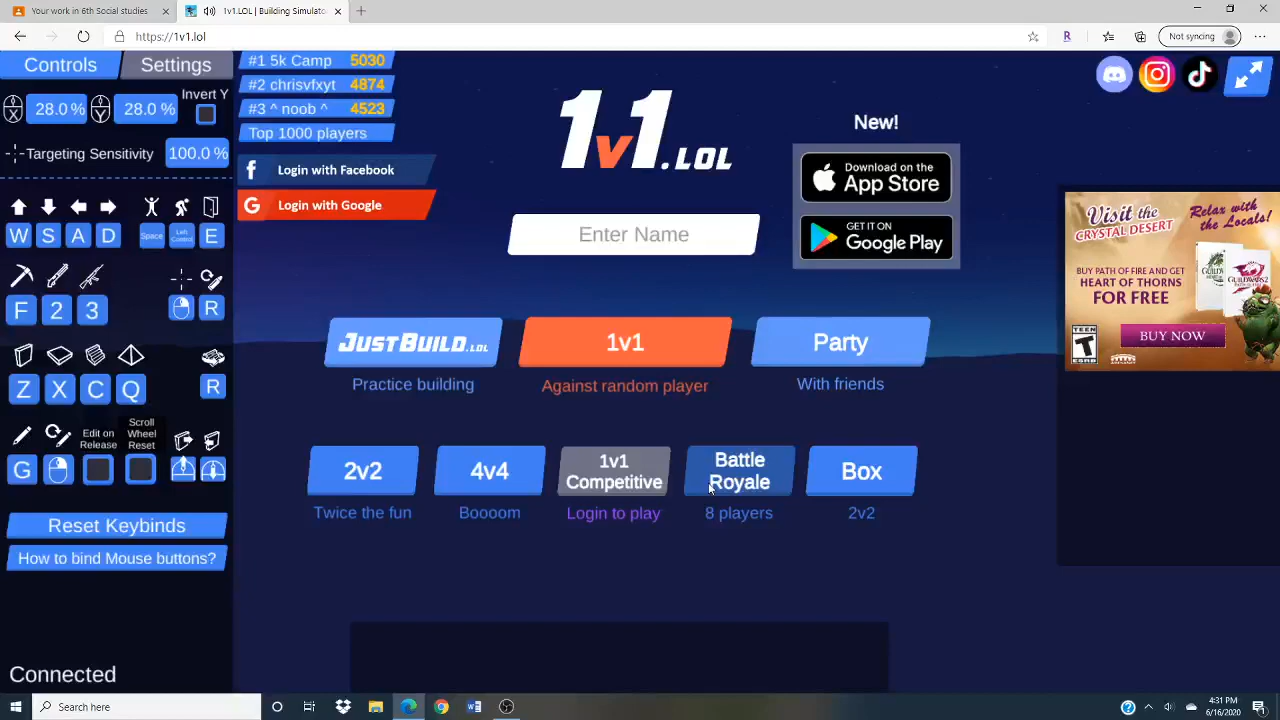 Your work in 6th Social studies
1v1.LOL | Building Simulato
https://1v1.lol
Not syncing
Controls
Settings
28.0 %
28.0 %
Invert Y
Targeting Sensitivity
100.0 %
W S A D
Space
Left Control
E
F 2 3
R
Z X C Q
R
Edit on Release
Scroll Wheel Reset
G
Reset Keybinds
How to bind Mouse buttons?
Connected
#1 5k Camp 5030
#2 chrisvfxyt 4874
#3 ^ noob ^ 4523
Top 1000 players
Login with Facebook
Login with Google
1v1.LOL
Enter Name
New!
Download on the
App Store
GET IT ON
Google Play
JUSTBUILD.LOL
Practice building
1v1
Against random player
Party
With friends
2v2
Twice the fun
4v4
Boooom
1v1
Competitive
Login to play
Battle
Royale
8 players
Box
2v2
Visit the
CRYSTAL DESERT
Relax with
the Locals!
BUY PATH OF FIRE AND GET
HEART OF THORNS
FOR FREE
BUY NOW
TEEN
T
ESRB
Search here
4:31 PM
6/16/2020